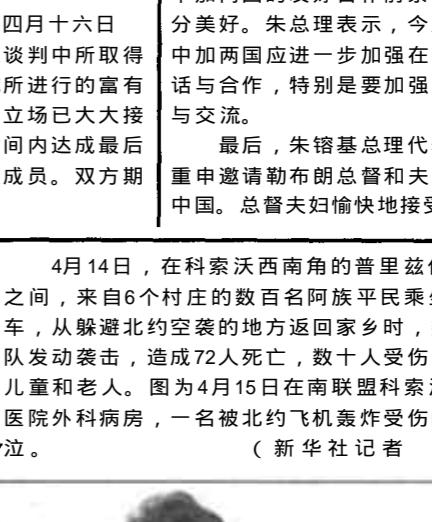 四月十六日
谈判中所取得
所进行的富有
立场已大大接
间内达成最后
成员。双方期
分美好。朱总理表示，今
中加两国应进一步加强在
话与合作，特别是要加强
与交流。
最后，朱镕基总理代
重申邀请勒布朗总督和夫
中国。总督夫妇愉快地接受
4月14日，在科索沃西南角的普里兹
之间，来自6个村庄的数百名阿族平民乘
车，从躲避北约空袭的地方返回家乡时，
队发动袭击，造成72人死亡，数十人受伤
儿童和老人。图为4月15日在南联盟科索
医院外科病房，一名被北约飞机轰炸受伤
泣。（新华社记者